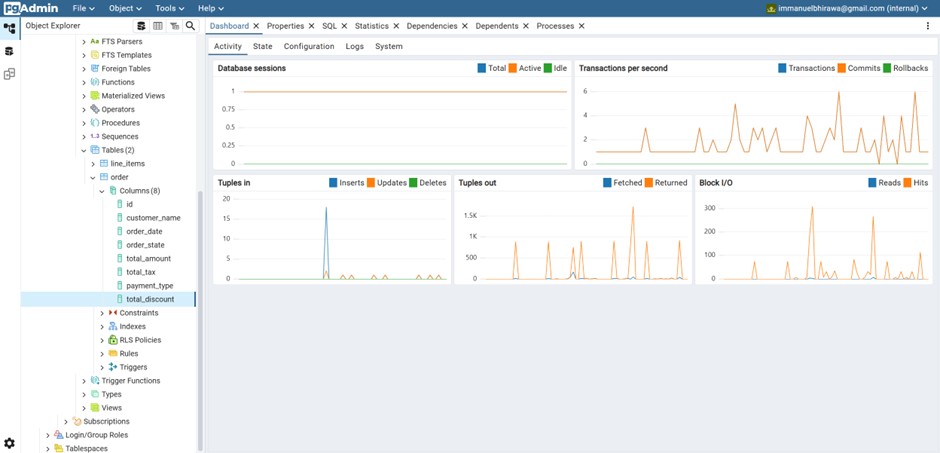 pgAdmin File Object Tools Help immanuelbhirawa@gmail.com (internal)
Object Explorer
FTS Parsers
FTS Templates
Foreign Tables
Functions
Materialized Views
Operators
Procedures
1..3 Sequences
Tables (2)
line_items
order
Columns (8)
id
customer_name
order_date
order_state
total_amount
total_tax
payment_type
total_discount
Constraints
Indexes
RLS Policies
Rules
Triggers
Trigger Functions
Types
Views
Subscriptions
Login/Group Roles
Tablespaces
Dashboard Properties SQL Statistics Dependencies Dependents Processes
Activity State Configuration Logs System
Database sessions Total Active Idle
1
0.75
0.5
0.25
0
Transactions per second Transactions Commits Rollbacks
6
4
2
0
Tuples in Inserts Updates Deletes
20
15
10
5
0
Tuples out Fetched Returned
1.5K
1K
500
0
Block I/O Reads Hits
300
200
100
0